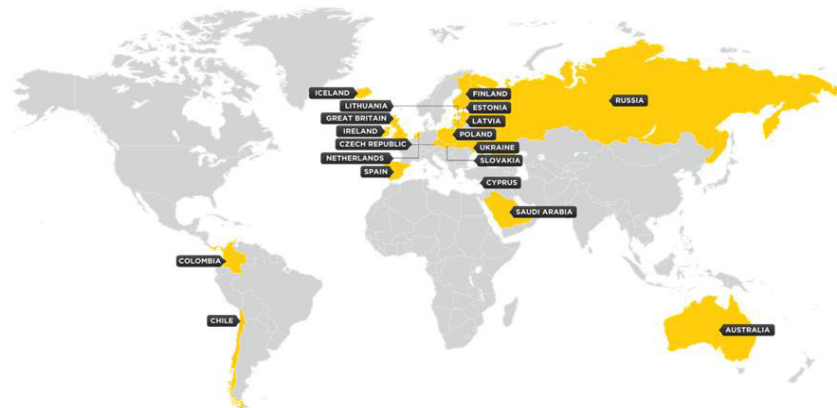 ICELAND
FINLAND
RUSSIA
LITHUANIA
ESTONIA
GREAT BRITAIN
LATVIA
IRELAND
POLAND
CZECH REPUBLIC
UKRAINE
NETHERLANDS
SLOVAKIA
SPAIN
CYPRUS
SAUDI ARABIA
COLOMBIA
CHILE
AUSTRALIA